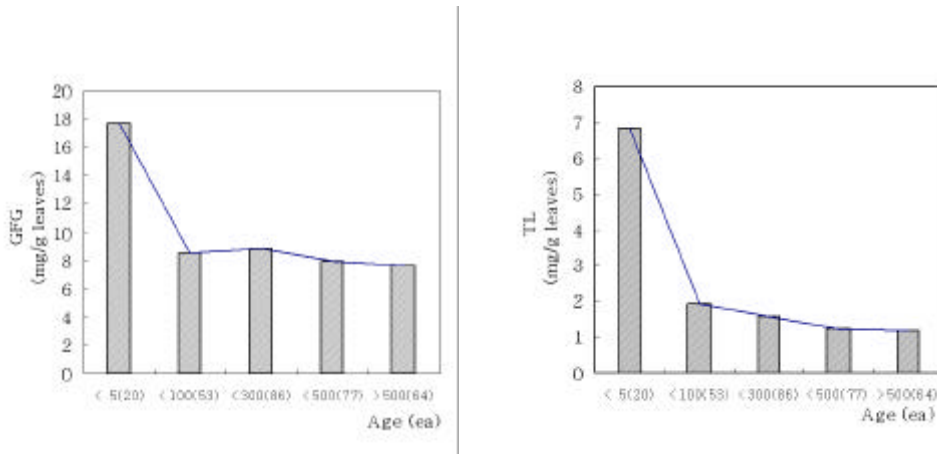 GFG
(mg/g leaves)
20
18
16
14
12
10
8
6
4
2
0
< 5(20) <100(53) <300(86) <500(77) >500(64)
Age (ea)
TL
(mg/g leaves)
8
7
6
5
4
3
2
1
0
< 5(20) <100(53) <300(86) <500(77) >500(64)
Age (ea)